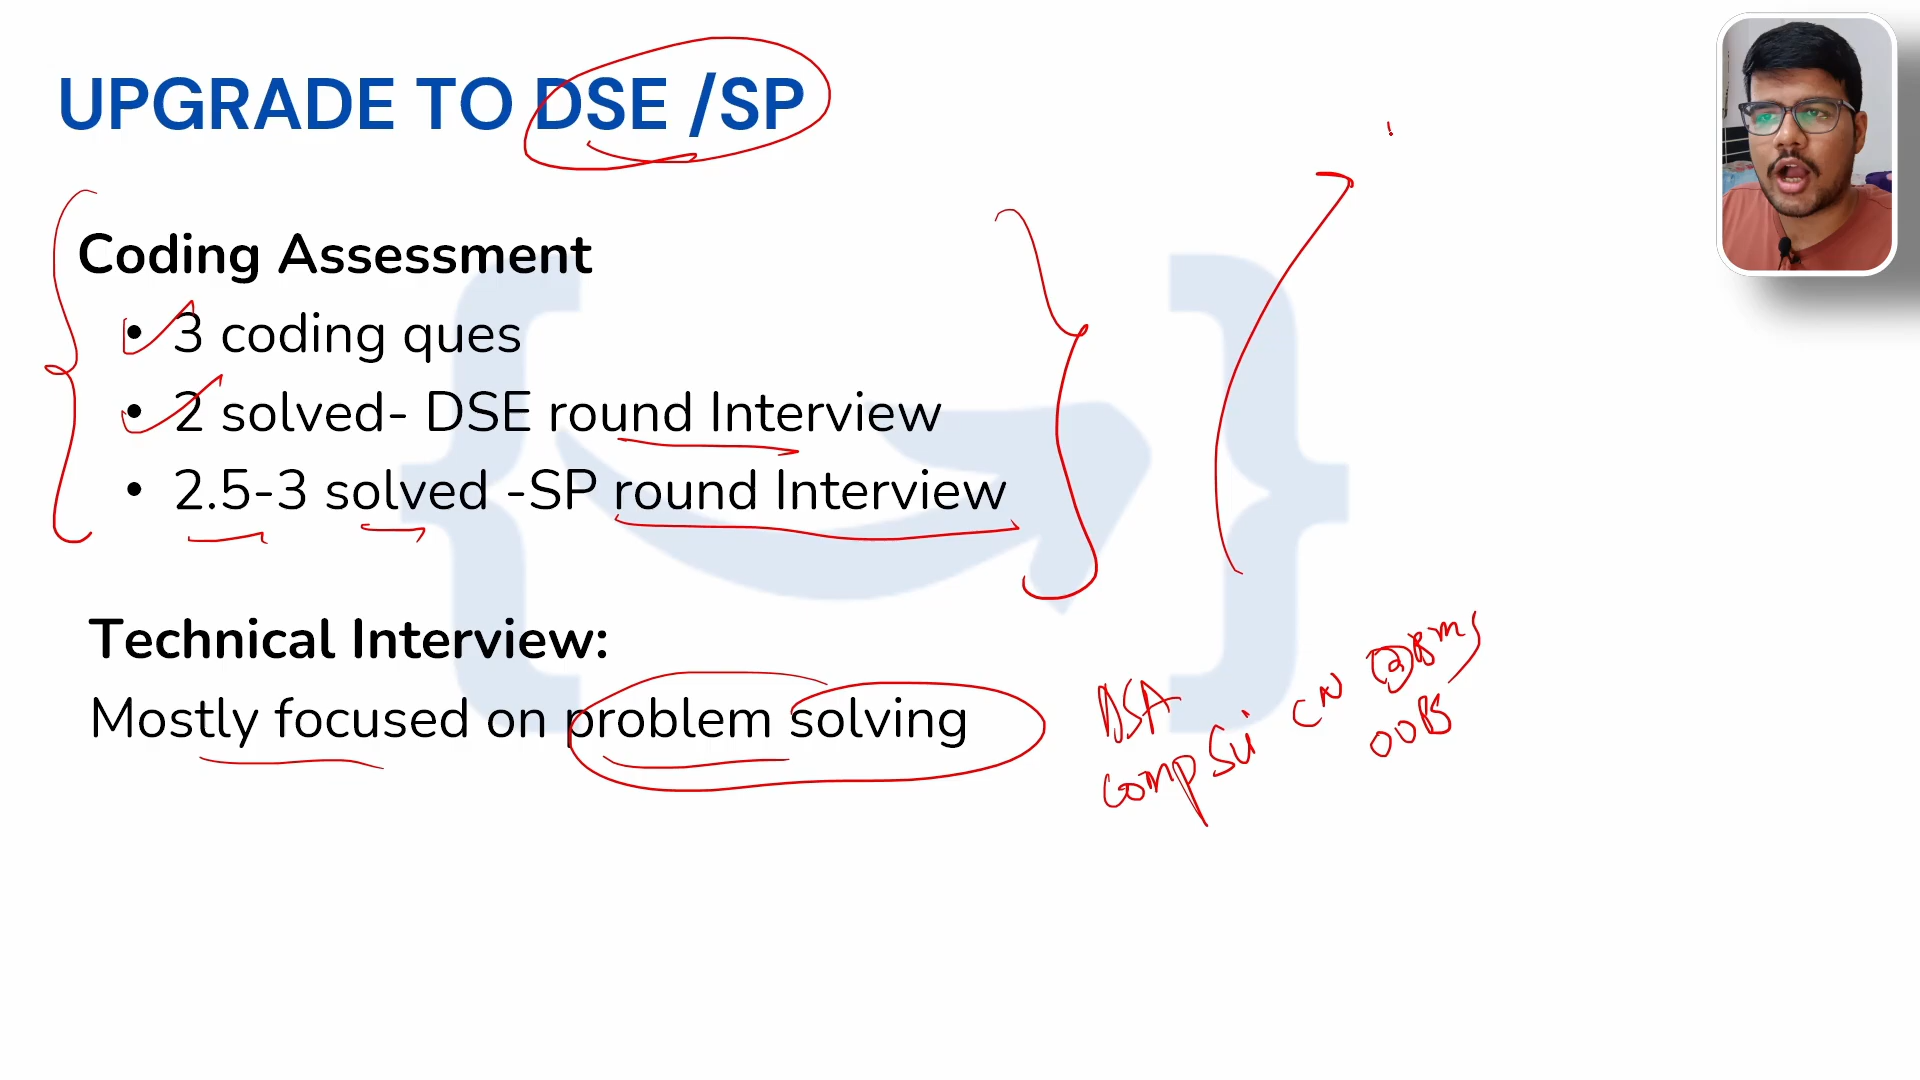 UPGRADE TO DSE /SP
Coding Assessment
• 3 coding ques
• 2 solved- DSE round Interview
• 2.5-3 solved -SP round Interview
Technical Interview:
Mostly focused on problem solving
DSA
Comp Sci CN DBMS
OOPS